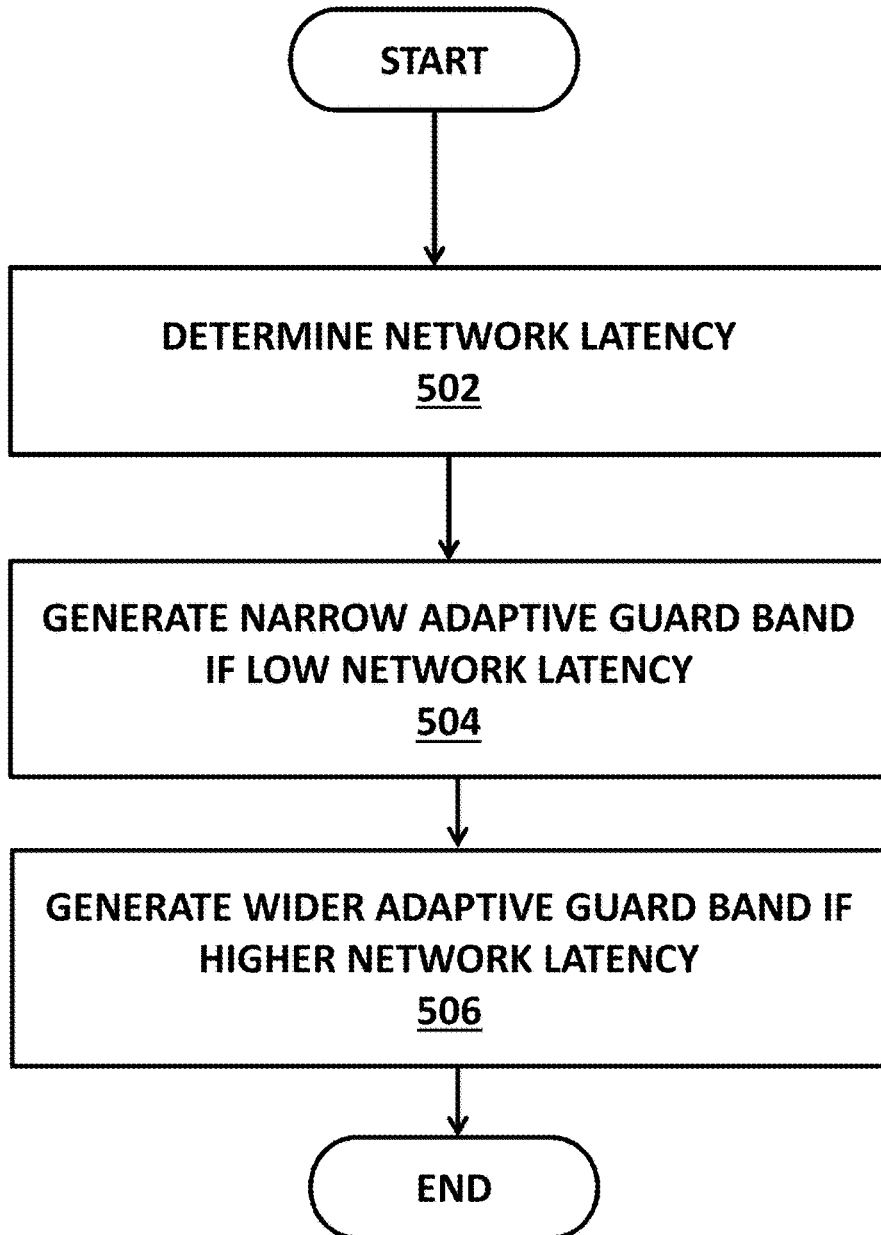 START
DETERMINE NETWORK LATENCY
502
GENERATE NARROW ADAPTIVE GUARD BAND
IF LOW NETWORK LATENCY
504
GENERATE WIDER ADAPTIVE GUARD BAND IF
HIGHER NETWORK LATENCY
506
END